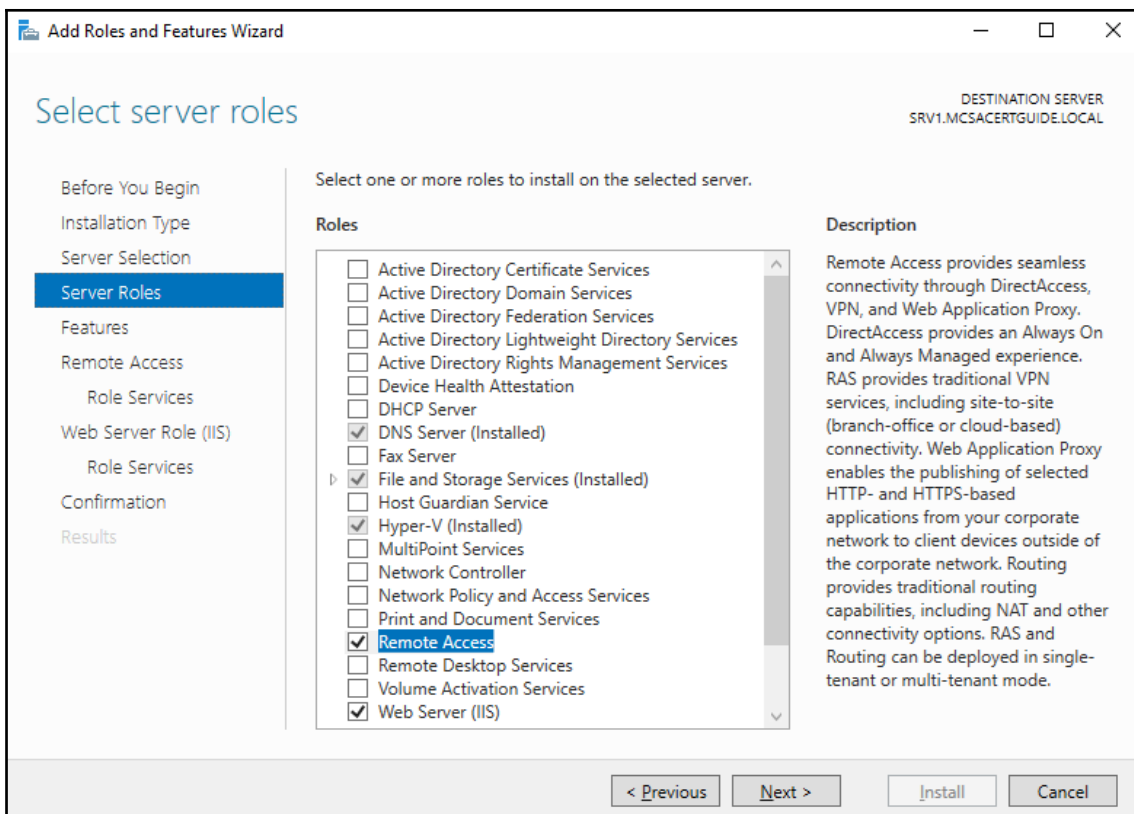 Add Roles and Features Wizard
Select server roles
DESTINATION SERVER
SRV1.MCSACERTGUIDE.LOCAL
Before You Begin
Installation Type
Server Selection
Server Roles
Features
Remote Access
Role Services
Web Server Role (IIS)
Role Services
Confirmation
Results
Select one or more roles to install on the selected server.
Roles
Active Directory Certificate Services
Active Directory Domain Services
Active Directory Federation Services
Active Directory Lightweight Directory Services
Active Directory Rights Management Services
Device Health Attestation
DHCP Server
DNS Server (Installed)
Fax Server
File and Storage Services (Installed)
Host Guardian Service
Hyper-V (Installed)
MultiPoint Services
Network Controller
Network Policy and Access Services
Print and Document Services
Remote Access
Remote Desktop Services
Volume Activation Services
Web Server (IIS)
Description
Remote Access provides seamless
connectivity through DirectAccess,
VPN, and Web Application Proxy.
DirectAccess provides an Always On
and Always Managed experience.
RAS provides traditional VPN
services, including site-to-site
(branch-office or cloud-based)
connectivity. Web Application Proxy
enables the publishing of selected
HTTP- and HTTPS-based
applications from your corporate
network to client devices outside of
the corporate network. Routing
provides traditional routing
capabilities, including NAT and other
connectivity options. RAS and
Routing can be deployed in single-
tenant or multi-tenant mode.
< Previous
Next >
Install
Cancel